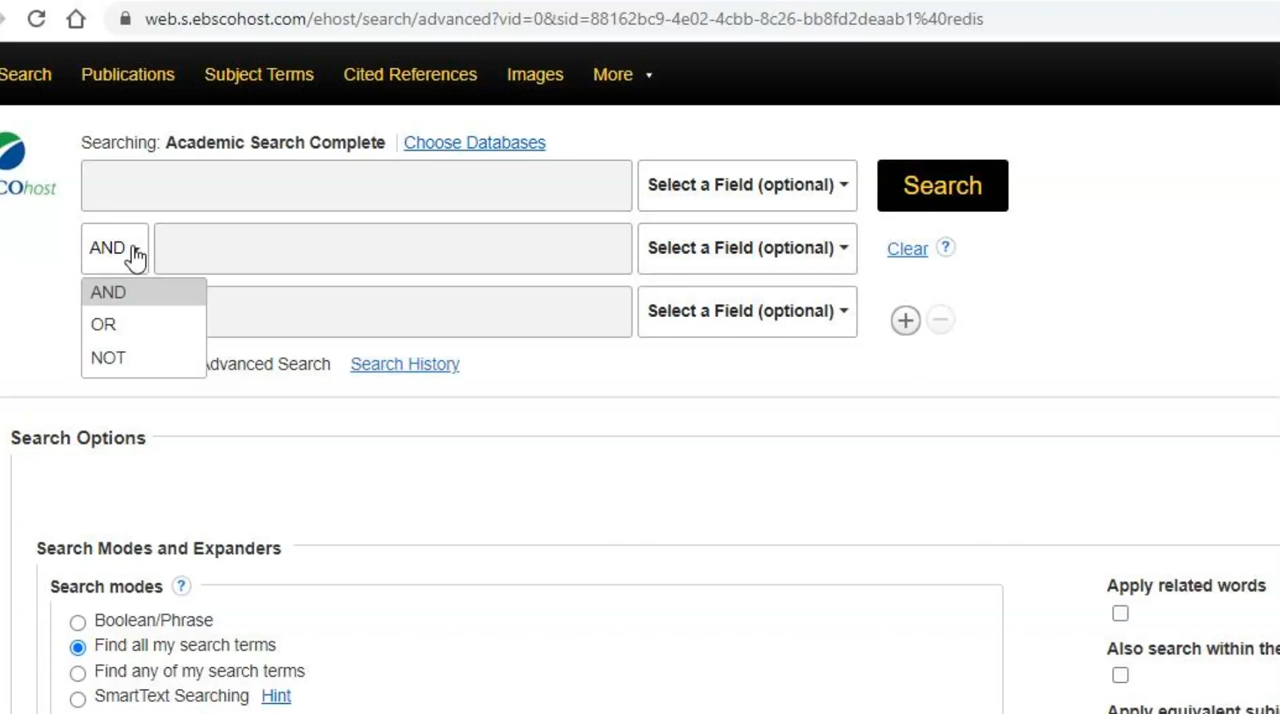 web.s.ebscohost.com/ehost/search/advanced?vid=0&sid=88162bc9-4e02-4cbb-8c26-bb8fd2deaab1%40redis
Search Publications Subject Terms Cited References Images More
Searching: Academic Search Complete Choose Databases
COhost
Select a Field (optional) Search
AND Select a Field (optional) Clear ?
AND
Select a Field (optional)
OR
NOT
Advanced Search Search History
Search Options
Search Modes and Expanders
Search modes ? Apply related words
Boolean/Phrase
Find all my search terms
Also search within the
Find any of my search terms
SmartText Searching Hint
Apply equivalent subj